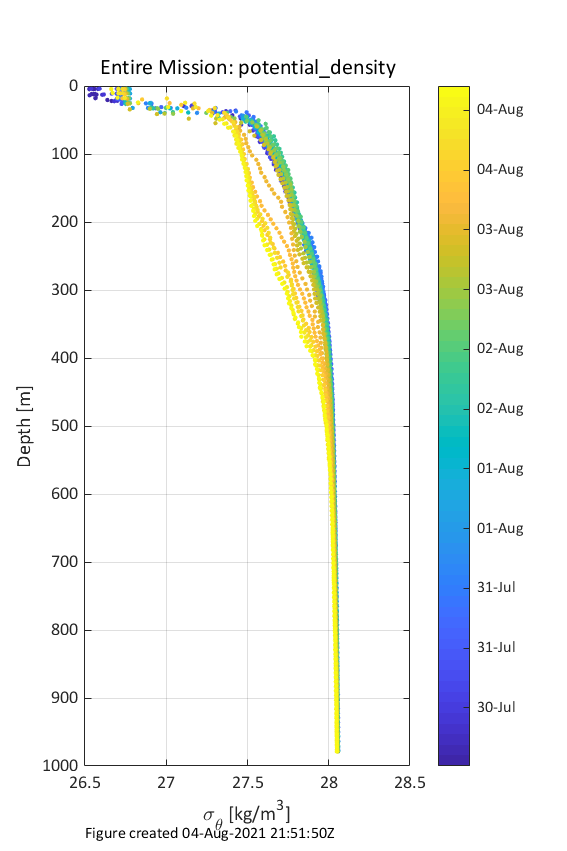 Entire Mission: potential_density
0
100
200
300
400
500
600
700
800
900
1000
Depth [m]
26.5 27 27.5 28 28.5
σ_θ [kg/m³]
04-Aug
04-Aug
03-Aug
03-Aug
02-Aug
02-Aug
01-Aug
01-Aug
31-Jul
31-Jul
30-Jul
Figure created 04-Aug-2021 21:51:50Z